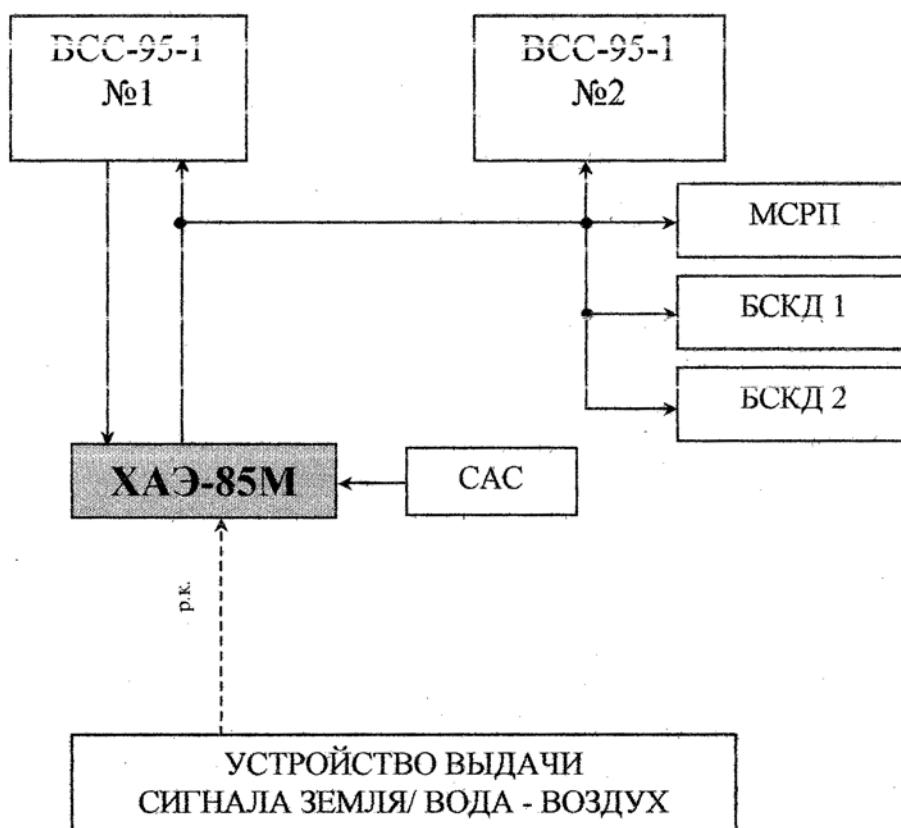 ВСС-95-1
№1
ВСС-95-1
№2
МСРП
БСКД 1
БСКД 2
ХАЭ-85М
САС
р.к.
УСТРОЙСТВО ВЫДАЧИ
СИГНАЛА ЗЕМЛЯ/ ВОДА - ВОЗДУХ